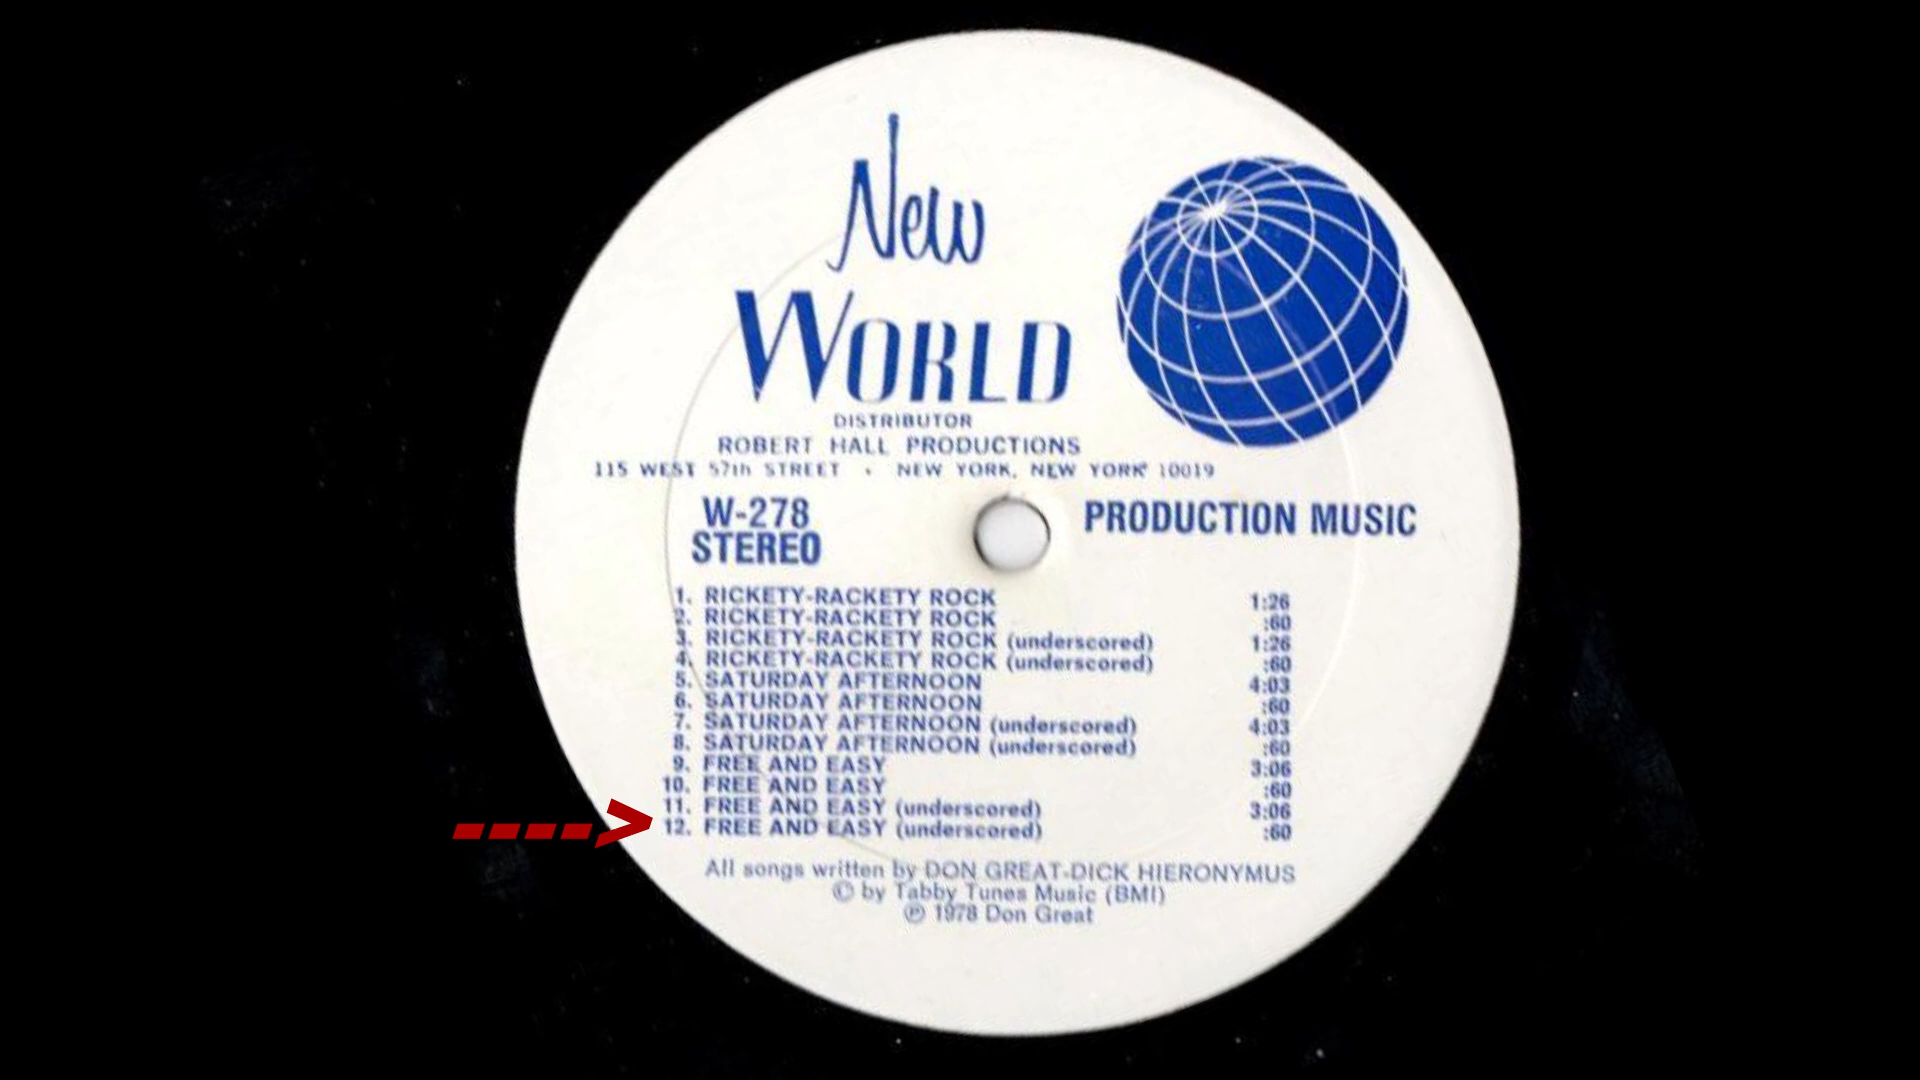 New
WORLD
DISTRIBUTOR
ROBERT HALL PRODUCTIONS
115 WEST 57th STREET • NEW YORK, NEW YORK 10019
W-278
STEREO
PRODUCTION MUSIC
1. RICKETY-RACKETY ROCK 1:26
2. RICKETY-RACKETY ROCK :60
3. RICKETY-RACKETY ROCK (underscored) 1:26
4. RICKETY-RACKETY ROCK (underscored) :60
5. SATURDAY AFTERNOON 4:03
6. SATURDAY AFTERNOON :60
7. SATURDAY AFTERNOON (underscored) 4:03
8. SATURDAY AFTERNOON (underscored) :60
9. FREE AND EASY 3:06
10. FREE AND EASY :60
11. FREE AND EASY (underscored) 3:06
12. FREE AND EASY (underscored) :60
All songs written by DON GREAT-DICK HIERONYMUS
© by Tabby Tunes Music (BMI)
℗ 1978 Don Great